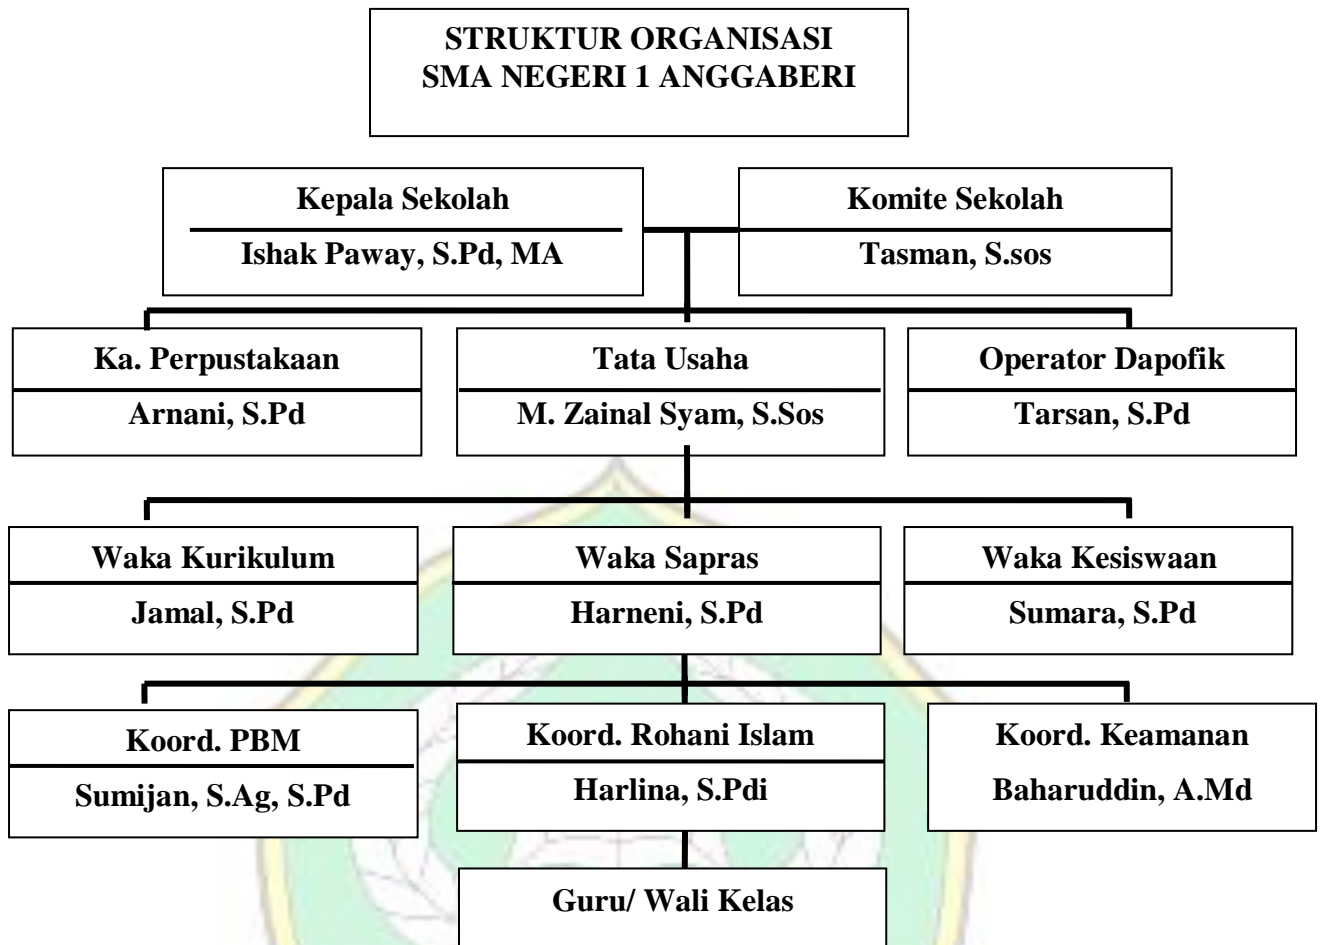 STRUKTUR ORGANISASI
SMA NEGERI 1 ANGGABERI
Kepala Sekolah
Ishak Paway, S.Pd, MA
Komite Sekolah
Tasman, S.sos
Ka. Perpustakaan
Arnani, S.Pd
Tata Usaha
M. Zainal Syam, S.Sos
Operator Dapofik
Tarsan, S.Pd
Waka Kurikulum
Jamal, S.Pd
Waka Sapras
Harneni, S.Pd
Waka Kesiswaan
Sumara, S.Pd
Koord. PBM
Sumijan, S.Ag, S.Pd
Koord. Rohani Islam
Harlina, S.Pdi
Koord. Keamanan
Baharuddin, A.Md
Guru/ Wali Kelas